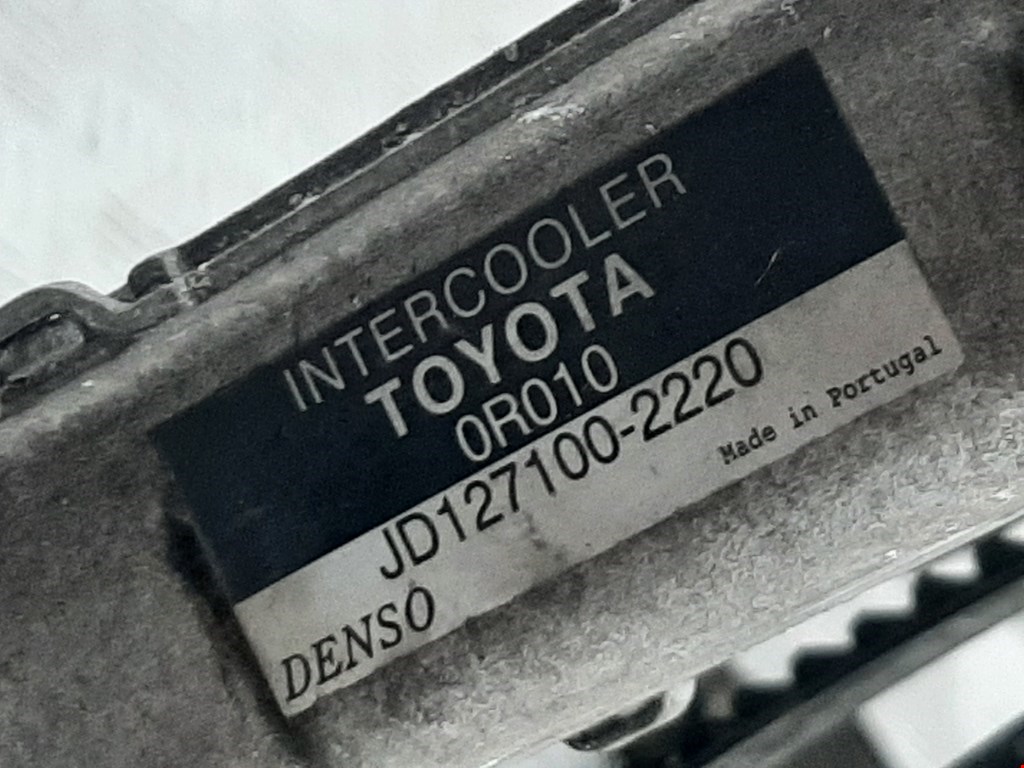 INTERCOOLER
TOYOTA
0R010
JD127100-2220
Made in Portugal
DENSO